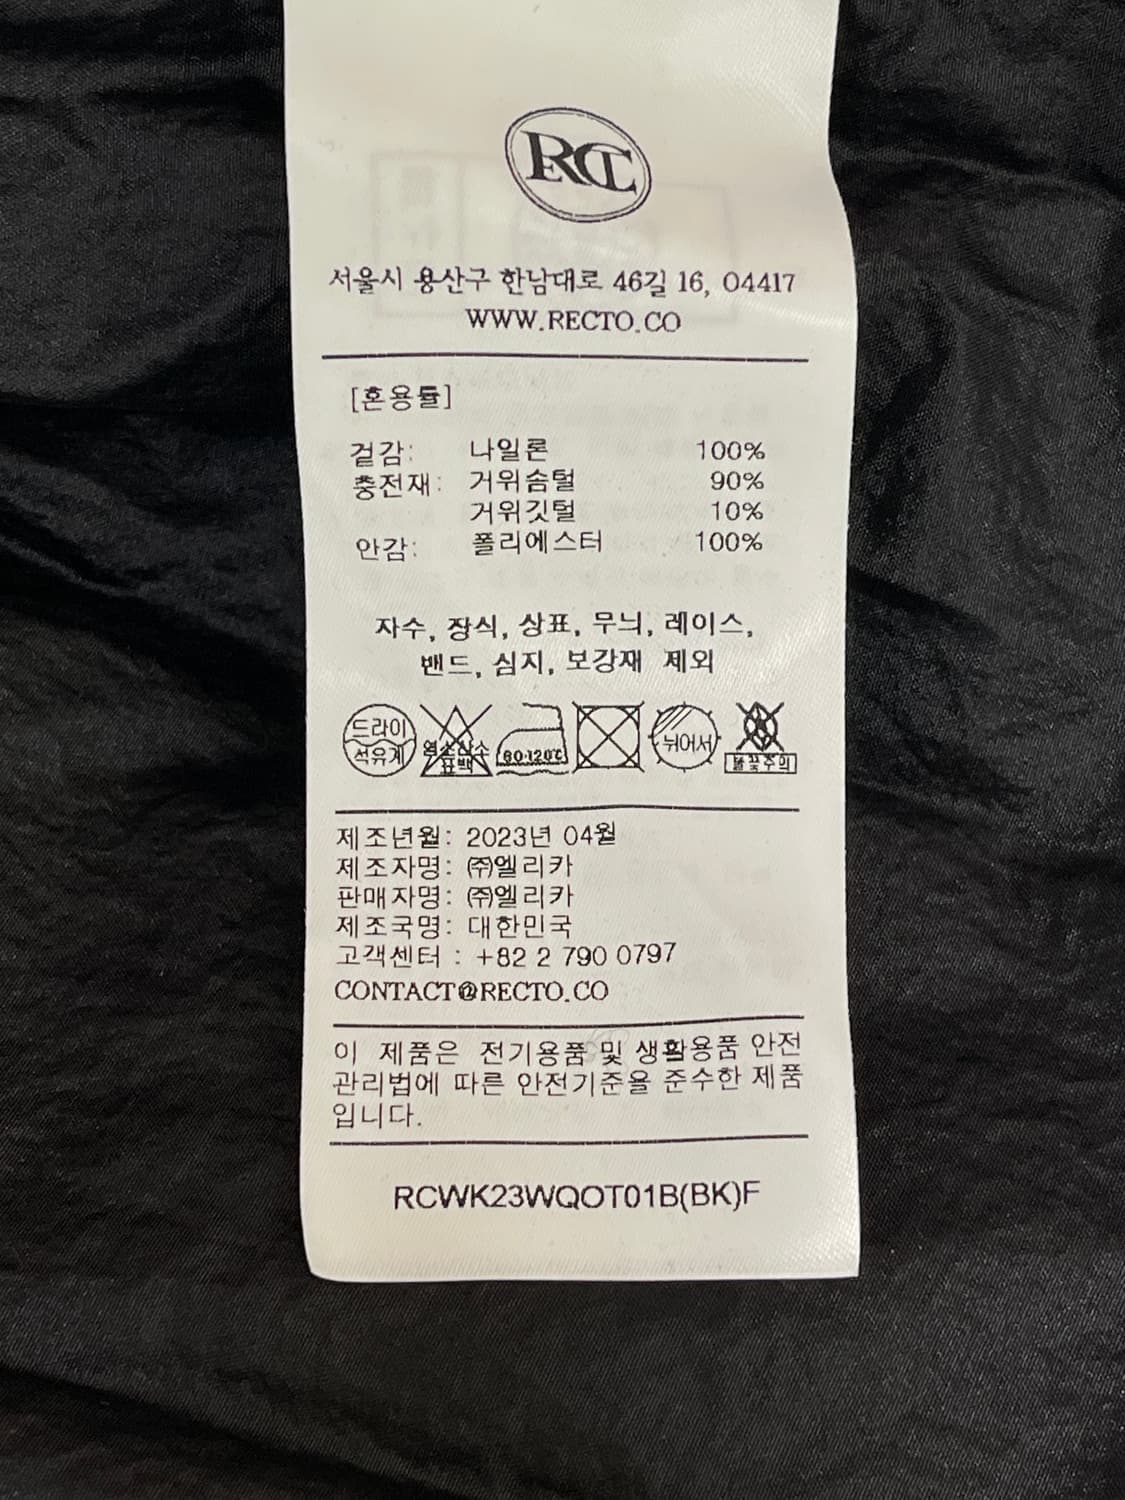 RCT
서울시 용산구 한남대로 46길 16, 04417
WWW.RECTO.CO
[혼용률]
겉감: 나일론 100%
충전재: 거위솜털 90%
거위깃털 10%
안감: 폴리에스터 100%
자수, 장식, 상표, 무늬, 레이스,
밴드, 심지, 보강재 제외
드라이
석유계
염소산소
표백
80-120℃
뉘어서
불꽃주의
제조년월: 2023년 04월
제조자명: ㈜엘리카
판매자명: ㈜엘리카
제조국명: 대한민국
고객센터 : +82 2 790 0797
CONTACT@RECTO.CO
이 제품은 전기용품 및 생활용품 안전
관리법에 따른 안전기준을 준수한 제품
입니다.
RCWK23WQOT01B(BK)F